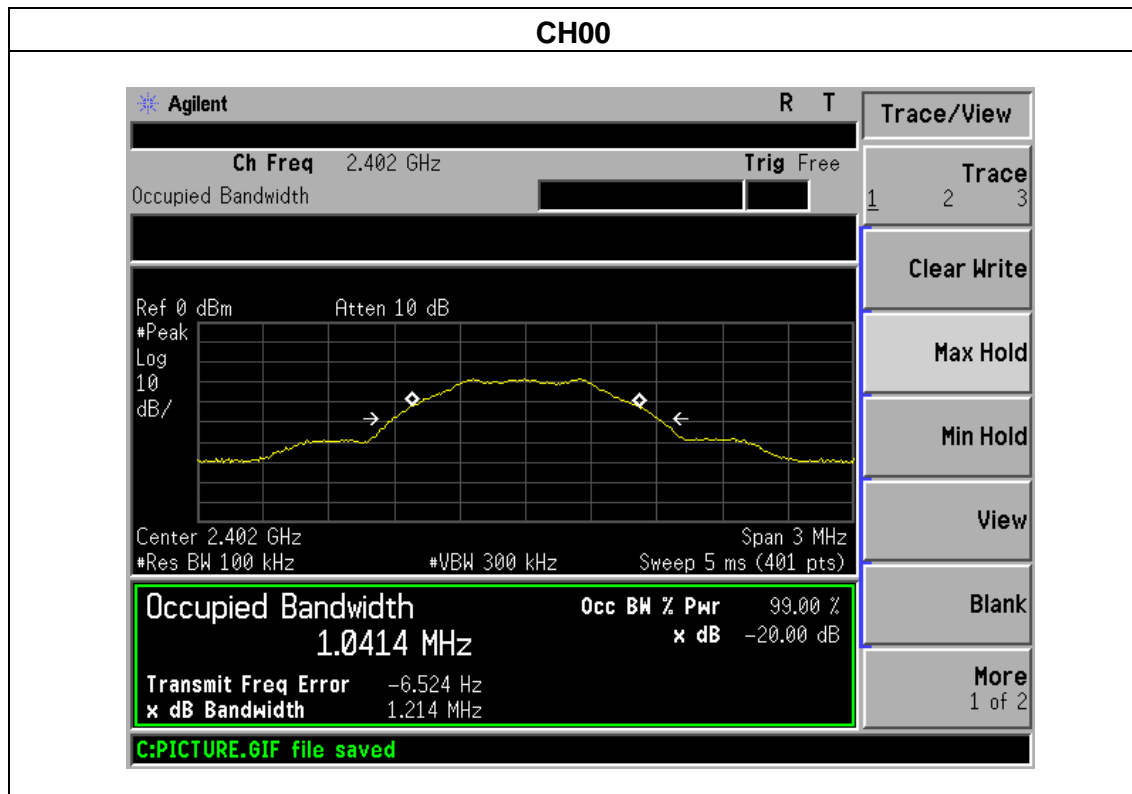 CH00
Agilent R T
Trace/View
Ch Freq 2.402 GHz Trig Free
Occupied Bandwidth
Trace
1 2 3
Clear Write
Max Hold
Min Hold
View
Blank
More
1 of 2
Ref 0 dBm Atten 10 dB
#Peak
Log
10
dB/
Center 2.402 GHz Span 3 MHz
#Res BW 100 kHz #VBW 300 kHz Sweep 5 ms (401 pts)
Occupied Bandwidth Occ BW % Pwr 99.00 %
1.0414 MHz x dB -20.00 dB
Transmit Freq Error -6.524 Hz
x dB Bandwidth 1.214 MHz
C:PICTURE.GIF file saved